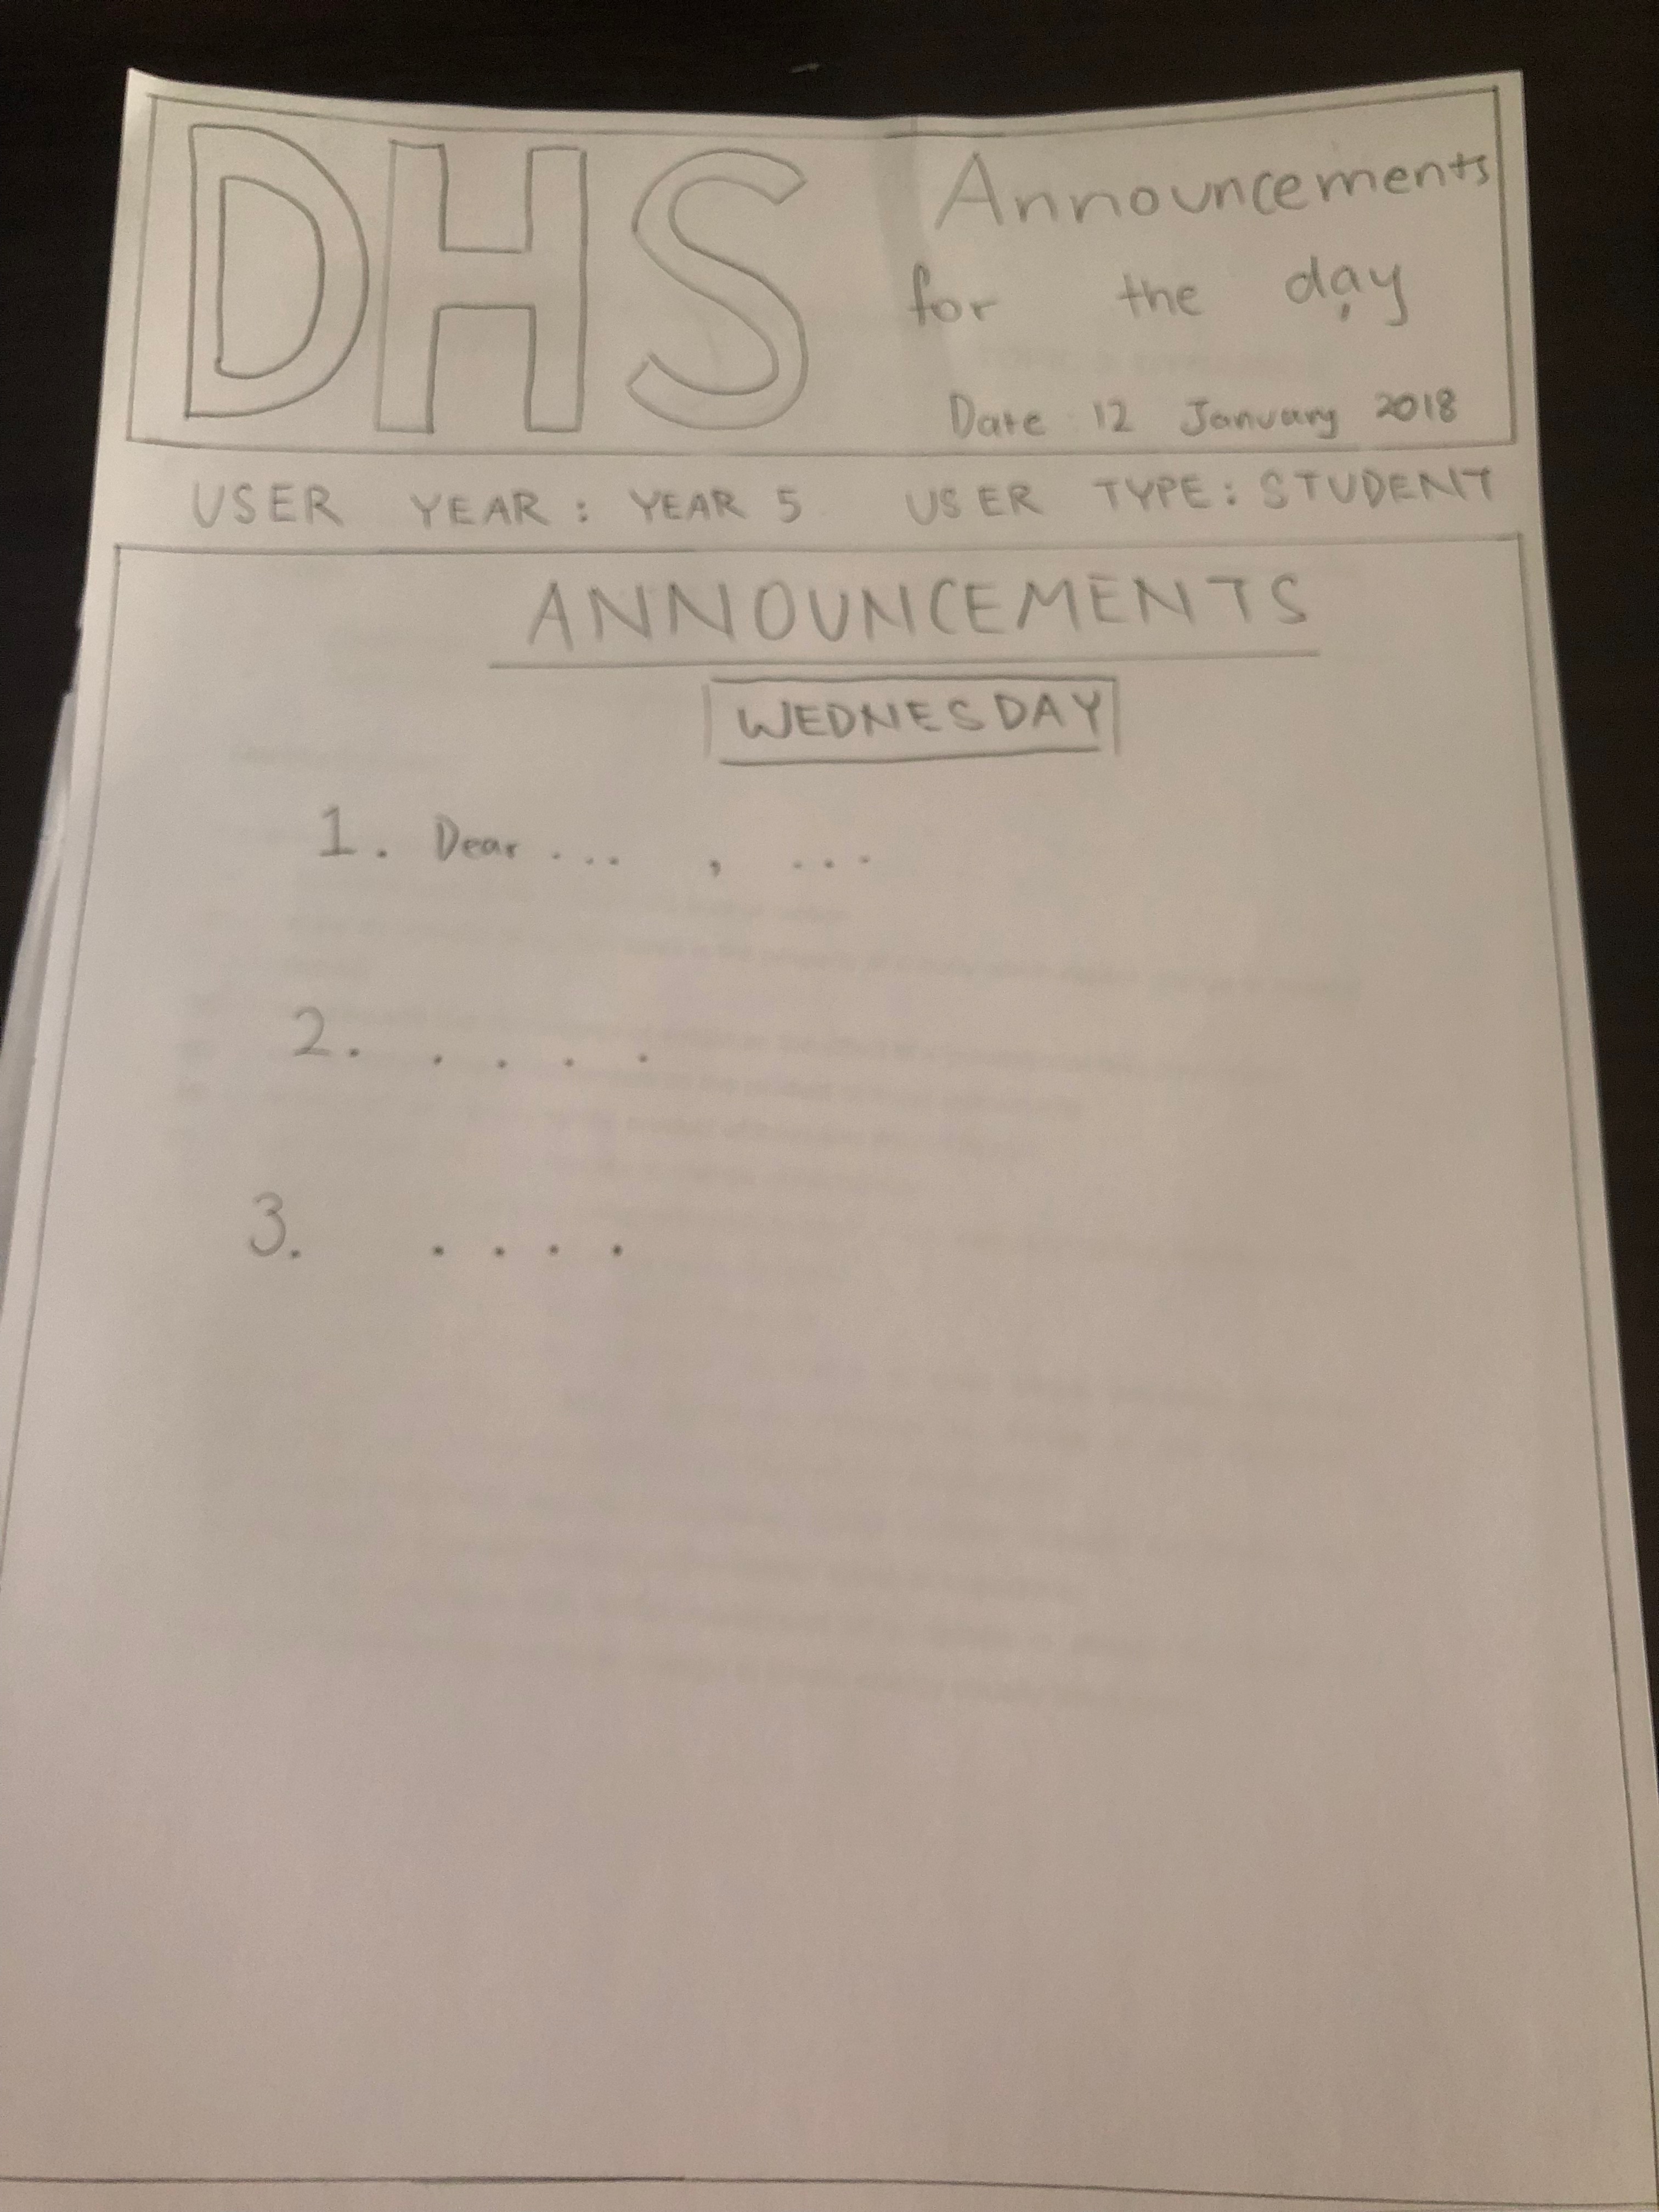 DHS
Announcements
for the day
Date : 12 January 2018
USER YEAR : YEAR 5 USER TYPE : STUDENT
ANNOUNCEMENTS
WEDNESDAY
1. Dear ... , ...
2. . . . .
3. . . . .